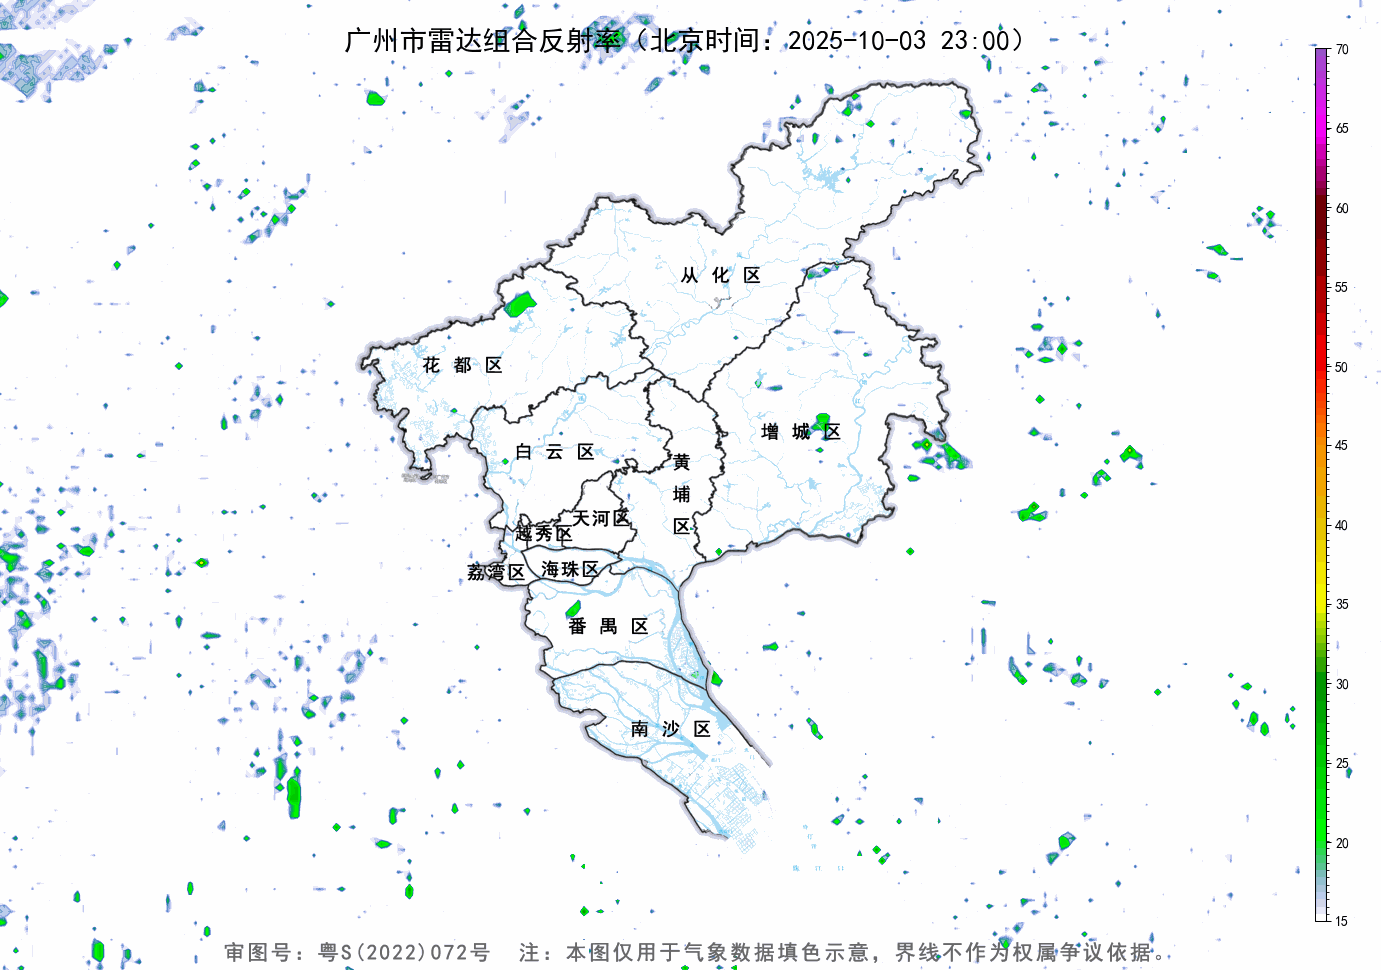 广州市雷达组合反射率（北京时间：2025-10-03 23:00）
70
65
60
55
50
45
40
35
30
25
20
15
从化区
花都区
增城区
白云区
黄埔区
天河区
越秀区
荔湾区
海珠区
番禺区
南沙区
审图号：粤S(2022)072号 注：本图仅用于气象数据填色示意，界线不作为权属争议依据。